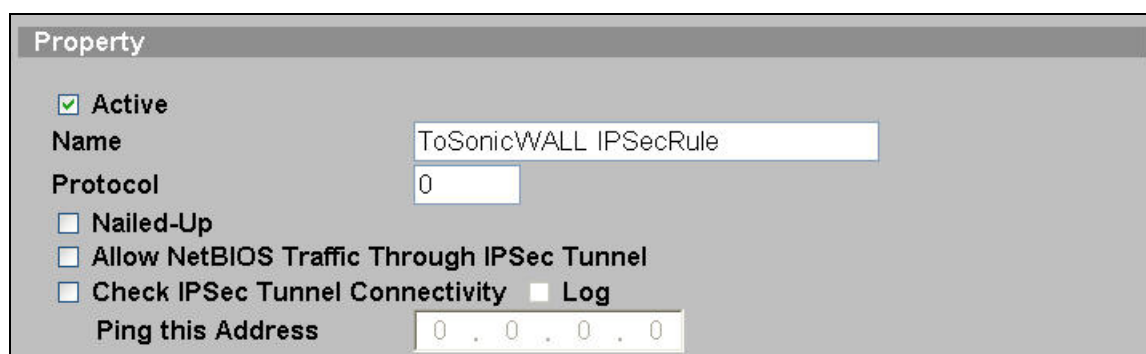 Property
Active
Name ToSonicWALL IPSecRule
Protocol 0
Nailed-Up
Allow NetBIOS Traffic Through IPSec Tunnel
Check IPSec Tunnel Connectivity Log
Ping this Address 0 . 0 . 0 . 0